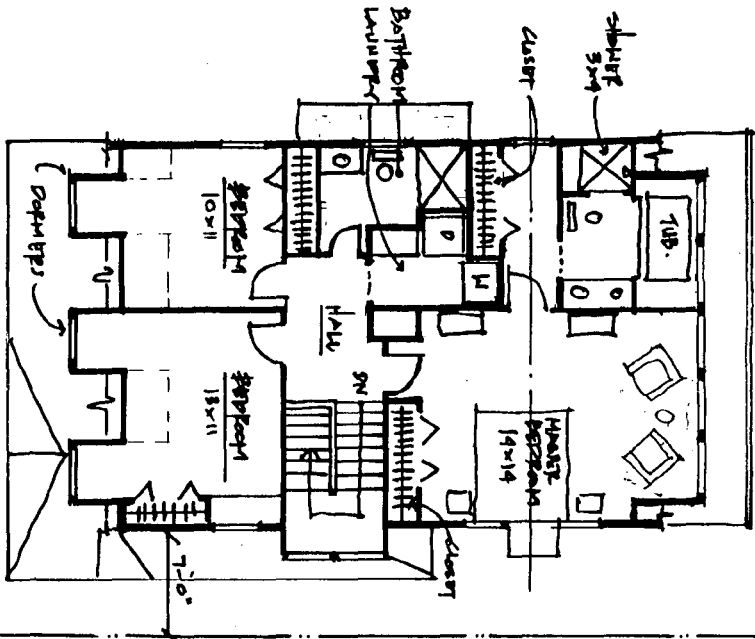 SHOWER
3x4
CLOSET
BATHROOM
LAUNDRY
TUB.
D
W
BEDROOM
10x11
DORMERS
HALL
DN
MASTER
BEDROOM
14x14
BEDROOM
13x11
CLOSET
7'-0"